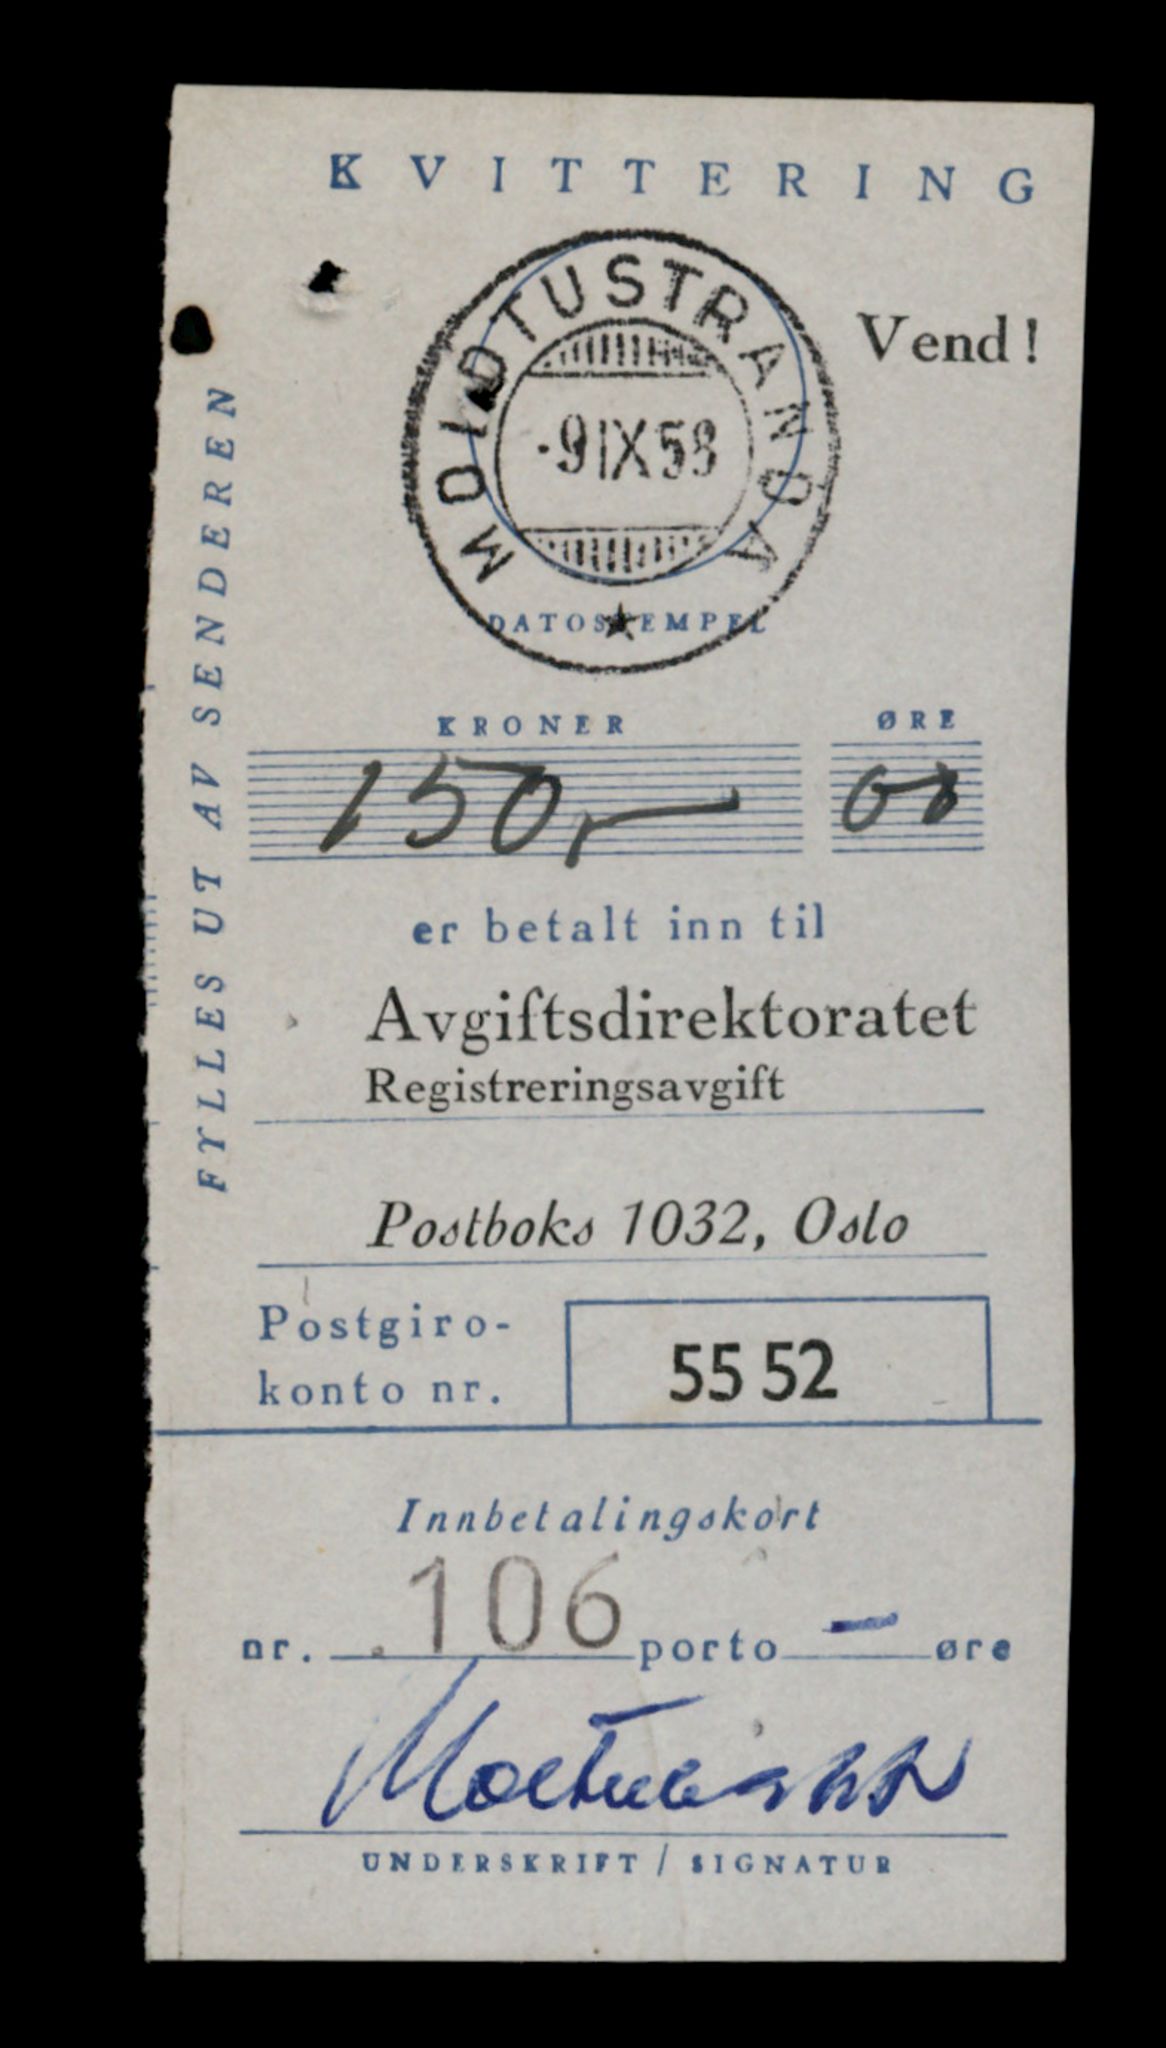 KVITTERING
Vend!
MOLDTUSTRANDA
-9 IX 58
DATOSTEMPEL
FYLLES UT AV SENDEREN
KRONER ØRE
150,— 00
er betalt inn til
Avgiftsdirektoratet
Registreringsavgift
Postboks 1032, Oslo
Postgiro-
konto nr.
55 52
Innbetalingskort
nr. 106 porto — øre
UNDERSKRIFT / SIGNATUR